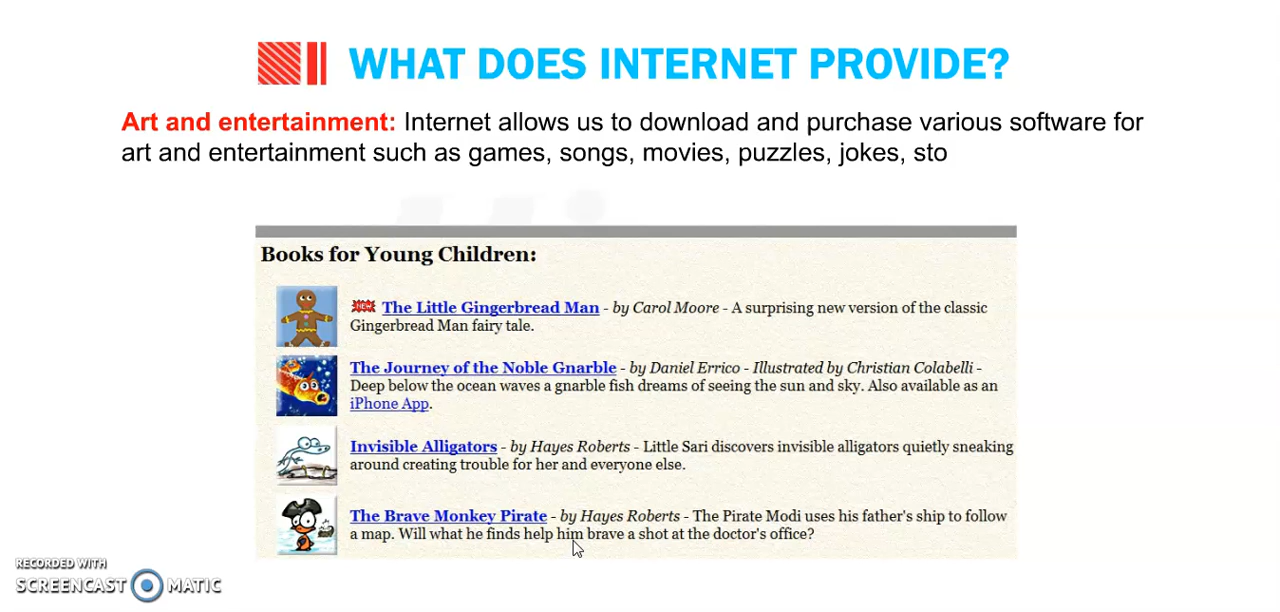 WHAT DOES INTERNET PROVIDE?
Art and entertainment: Internet allows us to download and purchase various software for
art and entertainment such as games, songs, movies, puzzles, jokes, sto
Books for Young Children:
NEW The Little Gingerbread Man - by Carol Moore - A surprising new version of the classic
Gingerbread Man fairy tale.
The Journey of the Noble Gnarble - by Daniel Errico - Illustrated by Christian Colabelli -
Deep below the ocean waves a gnarble fish dreams of seeing the sun and sky. Also available as an
iPhone App.
Invisible Alligators - by Hayes Roberts - Little Sari discovers invisible alligators quietly sneaking
around creating trouble for her and everyone else.
The Brave Monkey Pirate - by Hayes Roberts - The Pirate Modi uses his father's ship to follow
a map. Will what he finds help him brave a shot at the doctor's office?
RECORDED WITH
SCREENCAST MATIC